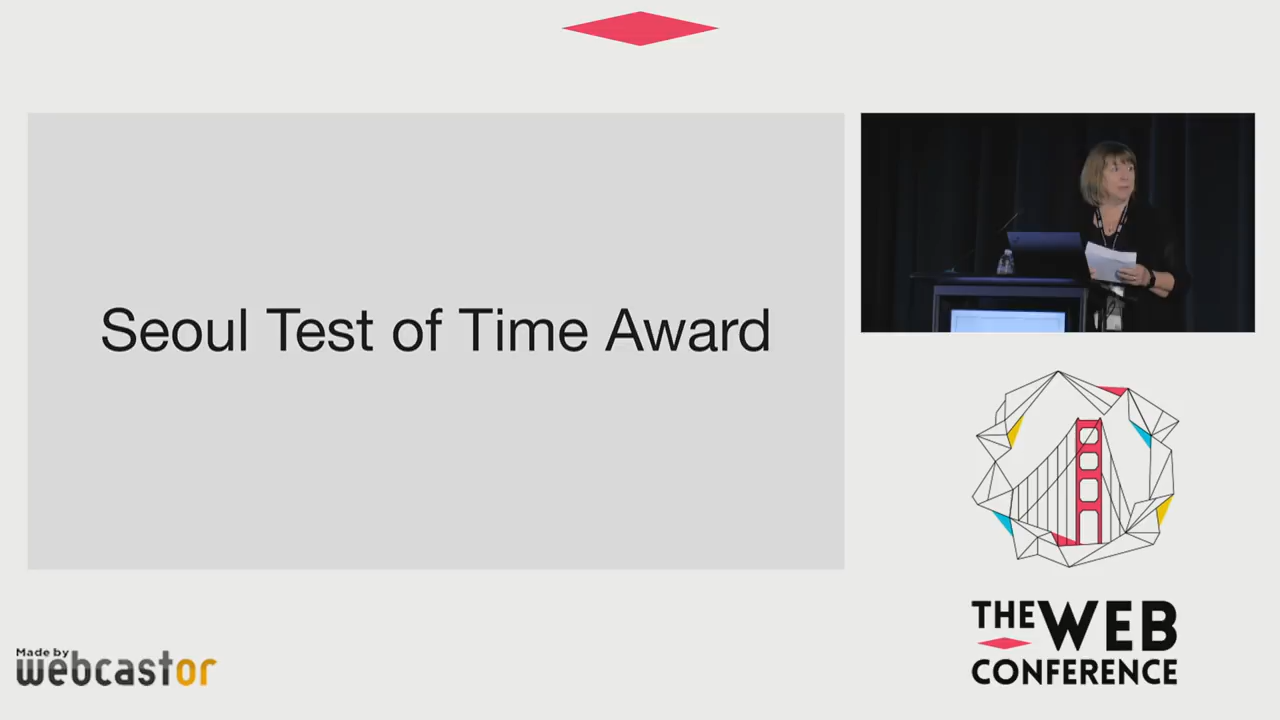 Seoul Test of Time Award
Made by
webcastor
THE WEB
CONFERENCE